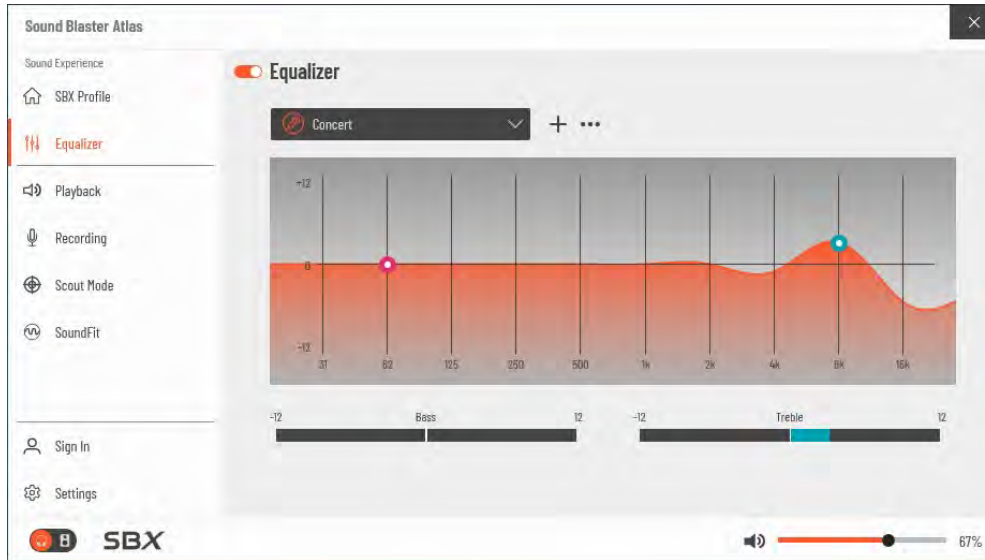 Sound Blaster Atlas
Sound Experience
SBX Profile
Equalizer
Playback
Recording
Scout Mode
SoundFit
Sign In
Settings
SBX
Equalizer
Concert
+12
0
-12
31 62 125 250 500 1k 2k 4k 8k 16k
-12 Bass 12 -12 Treble 12
67%